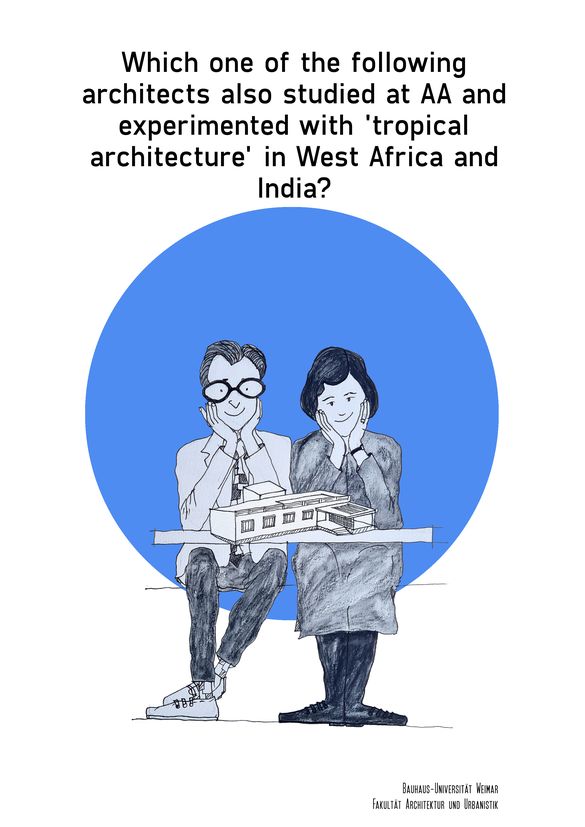 Which one of the following
architects also studied at AA and
experimented with 'tropical
architecture' in West Africa and
India?
Bauhaus-Universität Weimar
Fakultät Architektur und Urbanistik